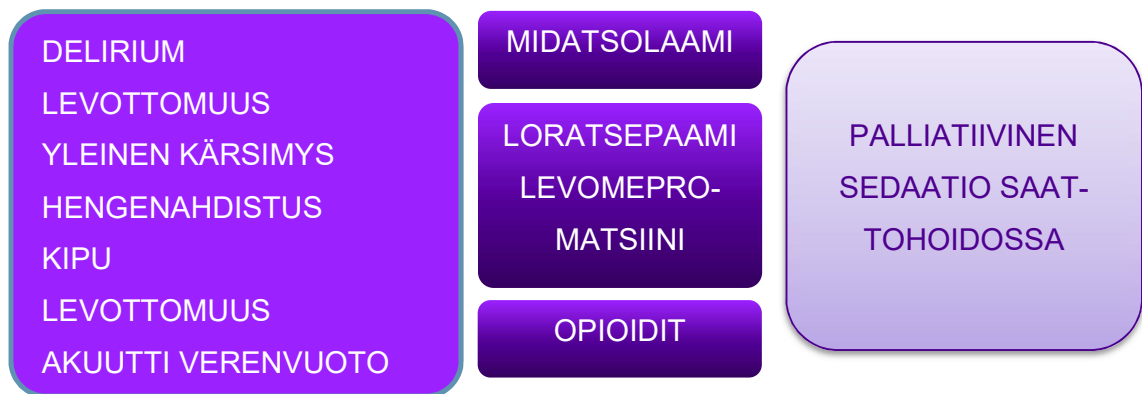 DELIRIUM
LEVOTTOMUUS
YLEINEN KÄRSIMYS
HENGENAHDISTUS
KIPU
LEVOTTOMUUS
AKUUTTI VERENVUOTO
MIDATSOLAAMI
LORATSEPAAMI
LEVOMEPRO-
MATSIINI
OPIOIDIT
PALLIATIIVINEN
SEDAATIO SAAT-
TOHOIDOSSA